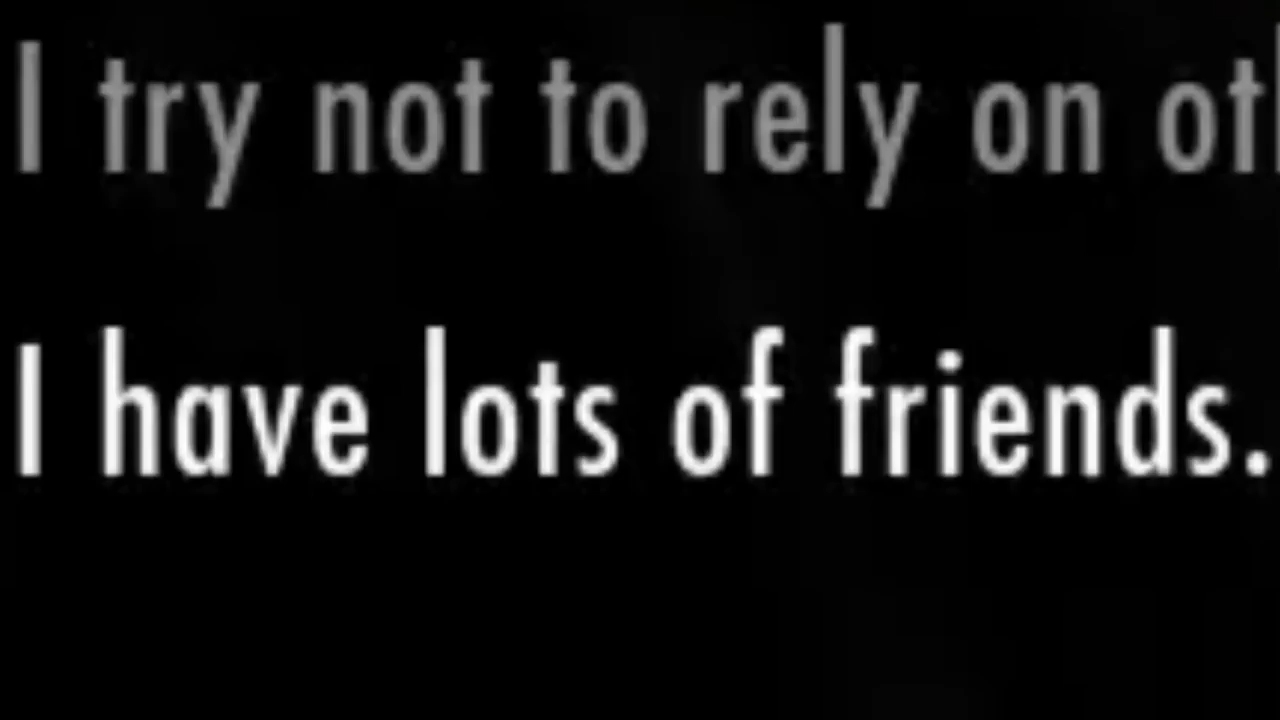 I try not to rely on
I have lots of friends.